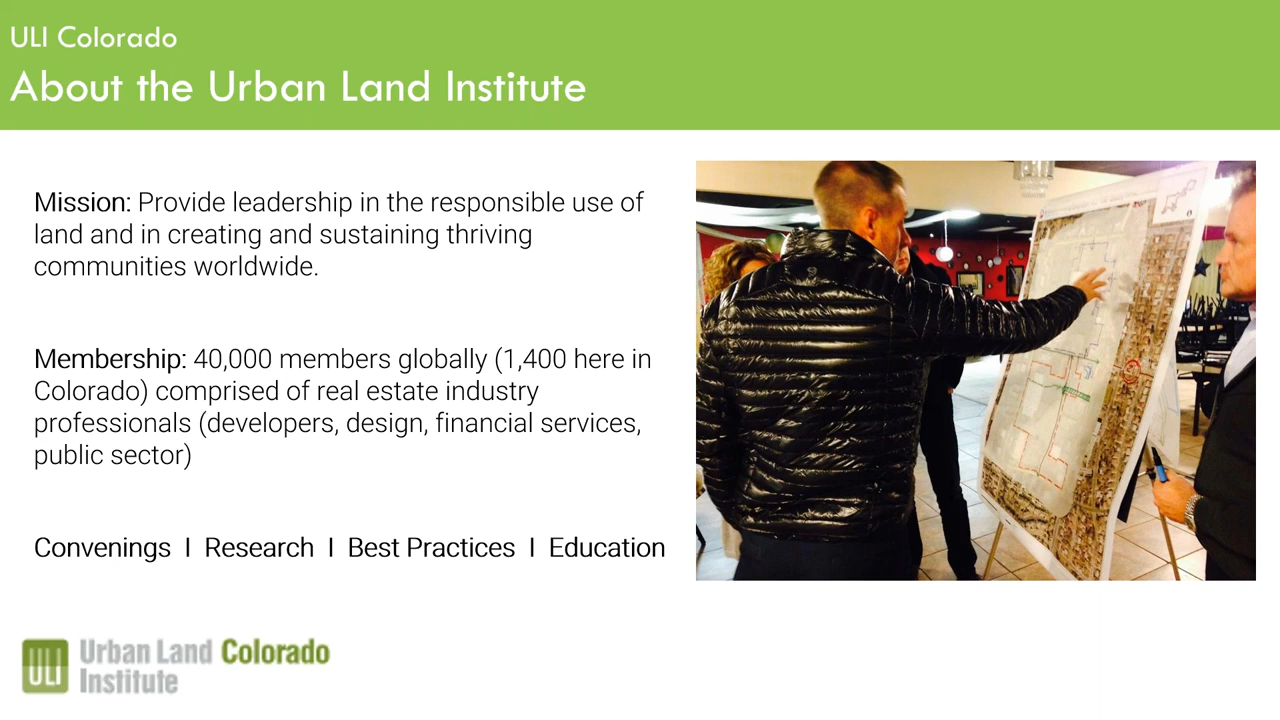 ULI Colorado
About the Urban Land Institute
Mission: Provide leadership in the responsible use of
land and in creating and sustaining thriving
communities worldwide.
Membership: 40,000 members globally (1,400 here in
Colorado) comprised of real estate industry
professionals (developers, design, financial services,
public sector)
Convenings I Research I Best Practices I Education
ULI Urban Land Colorado
Institute